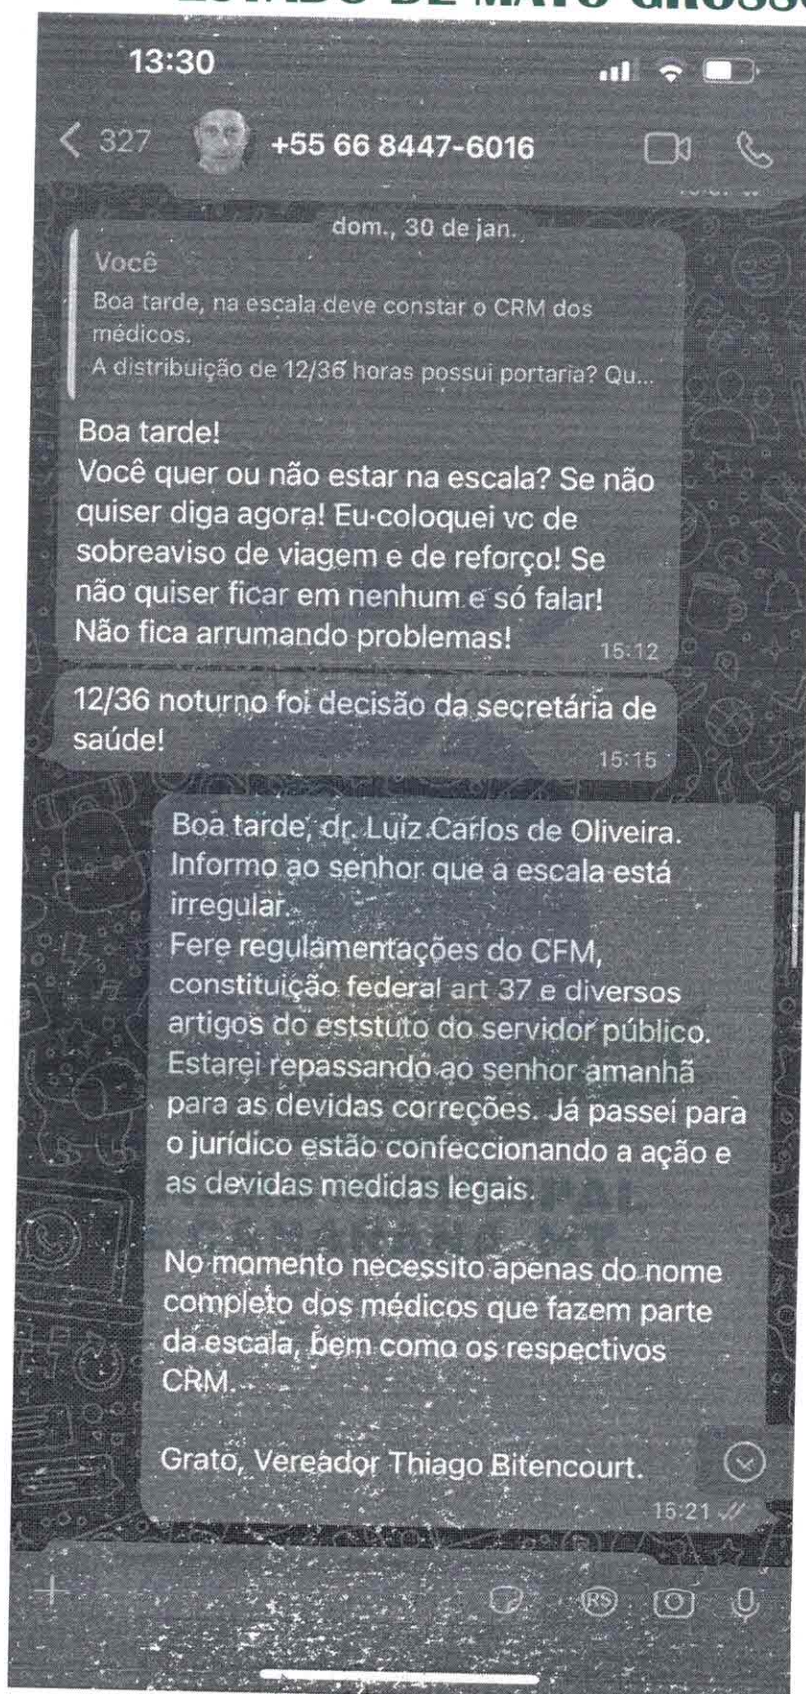 ESTADO DE MATO GROSSO
13:30
327
+55 66 8447-6016
dom., 30 de jan.
Você
Boa tarde, na escala deve constar o CRM dos
médicos.
A distribuição de 12/36 horas possui portaria? Qu...
Boa tarde!
Você quer ou não estar na escala? Se não
quiser diga agora! Eu coloquei vc de
sobreaviso de viagem e de reforço! Se
não quiser ficar em nenhum e só falar!
Não fica arrumando problemas!
15:12
12/36 noturno foi decisão da secretária de
saúde!
15:15
Boa tarde, dr. Luiz Carlos de Oliveira.
Informo ao senhor que a escala está
irregular.
Fere regulamentações do CFM,
constituição federal art 37 e diversos
artigos do eststuto do servidor público.
Estarei repassando ao senhor amanhã
para as devidas correções. Já passei para
o jurídico estão confeccionando a ação e
as devidas medidas legais.
No momento necessito apenas do nome
completo dos médicos que fazem parte
da escala, bem como os respectivos
CRM.
Grato, Vereador Thiago Bitencourt.
15:21
RS